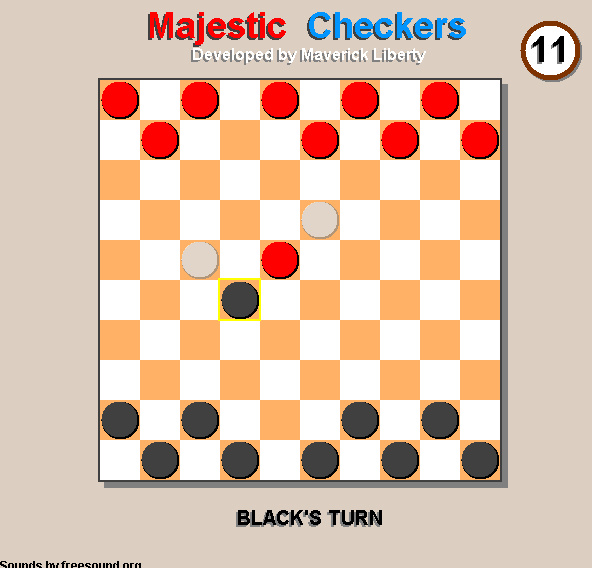 Majestic Checkers
Developed by Maverick Liberty
11
BLACK'S TURN
Sounds by freesound.org